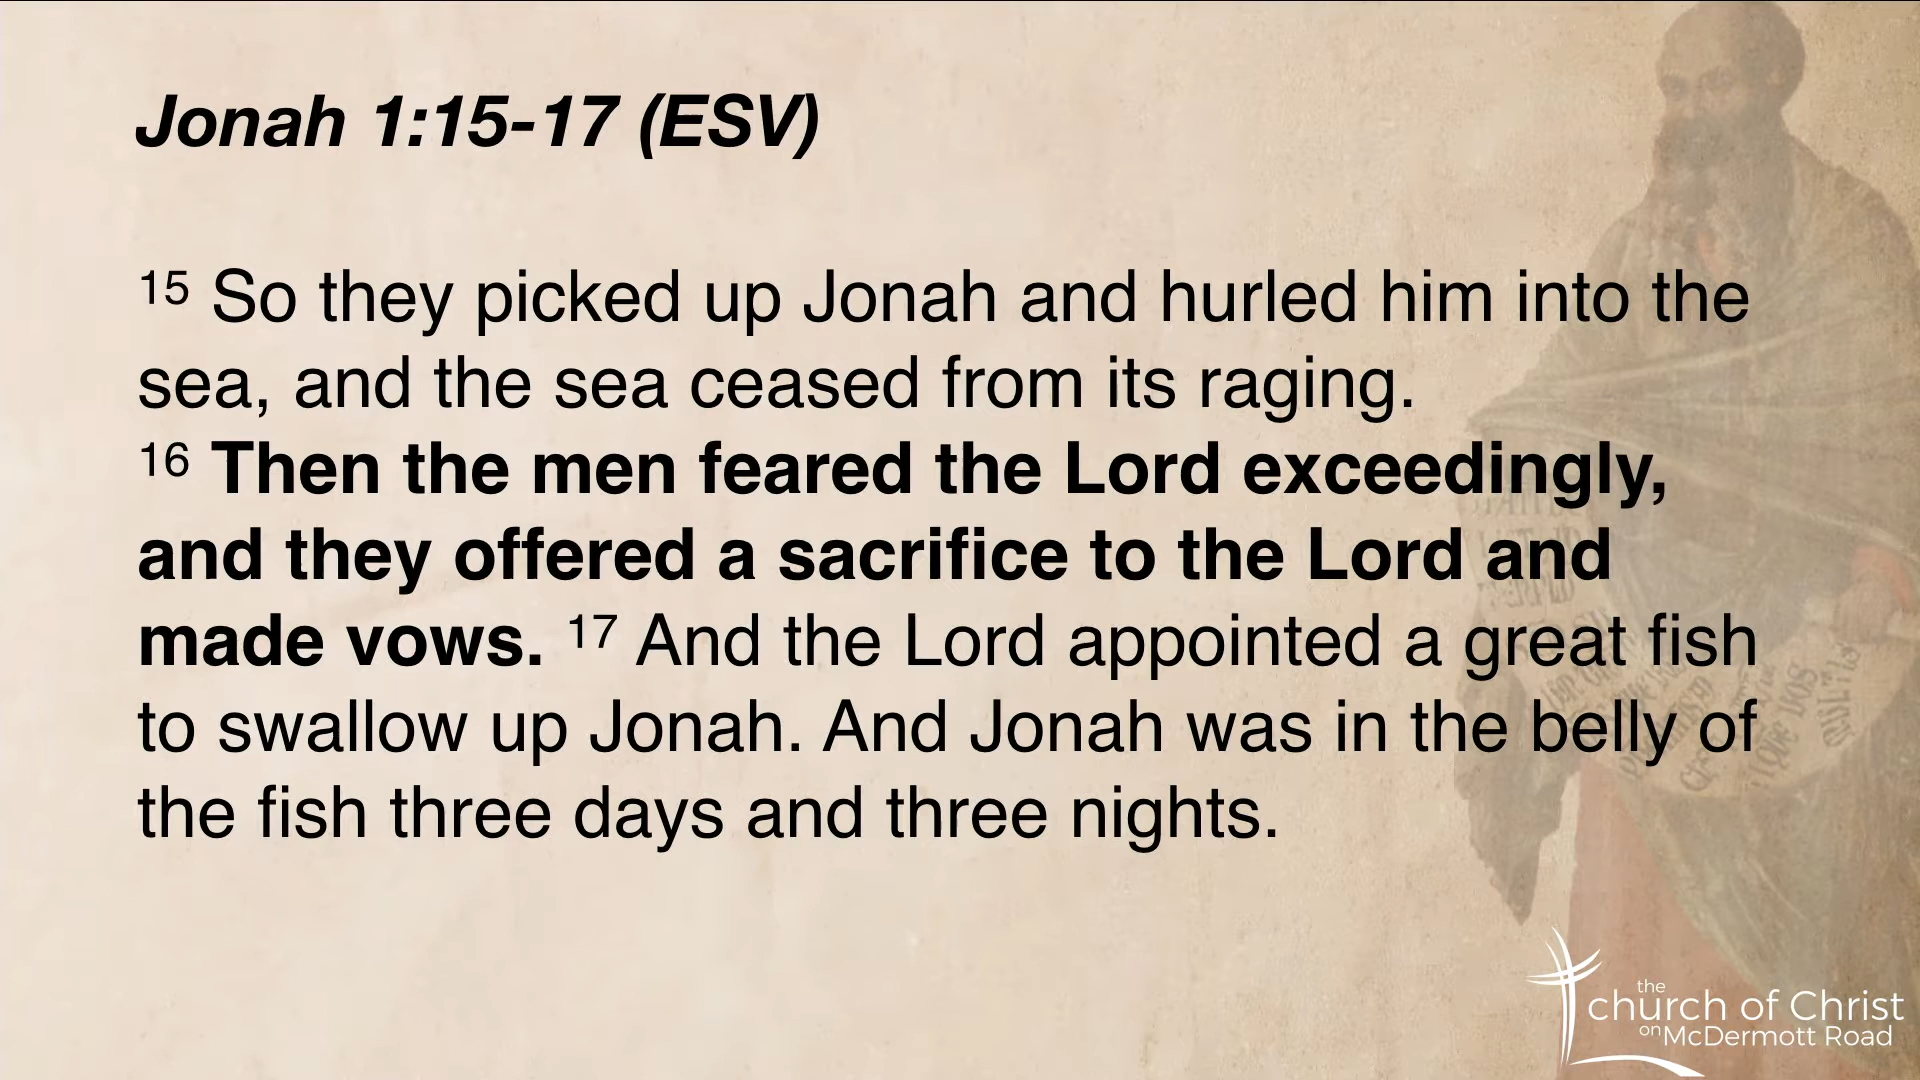 Jonah 1:15-17 (ESV)
15 So they picked up Jonah and hurled him into the
sea, and the sea ceased from its raging.
16 Then the men feared the Lord exceedingly,
and they offered a sacrifice to the Lord and
made vows. 17 And the Lord appointed a great fish
to swallow up Jonah. And Jonah was in the belly of
the fish three days and three nights.
the
church of Christ
on McDermott Road